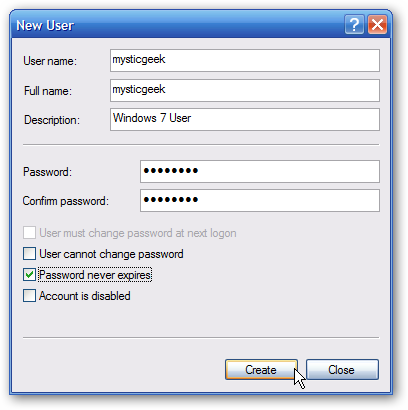 New User
User name: mysticgeek
Full name: mysticgeek
Description: Windows 7 User
Password: ●●●●●●●●
Confirm password: ●●●●●●●●
User must change password at next logon
User cannot change password
Password never expires
Account is disabled
Create Close